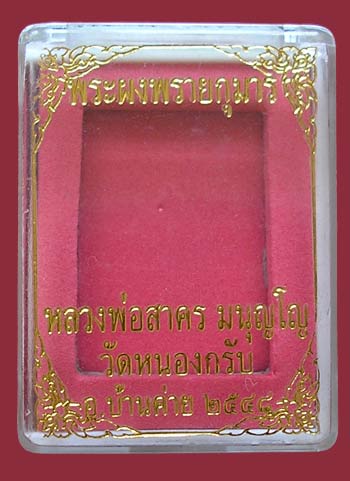 พระผงพรายกุมาร
หลวงพ่อสาคร มนุญโญ
วัดหนองกรับ
อ.บ้านค่าย ๒๕๔๘